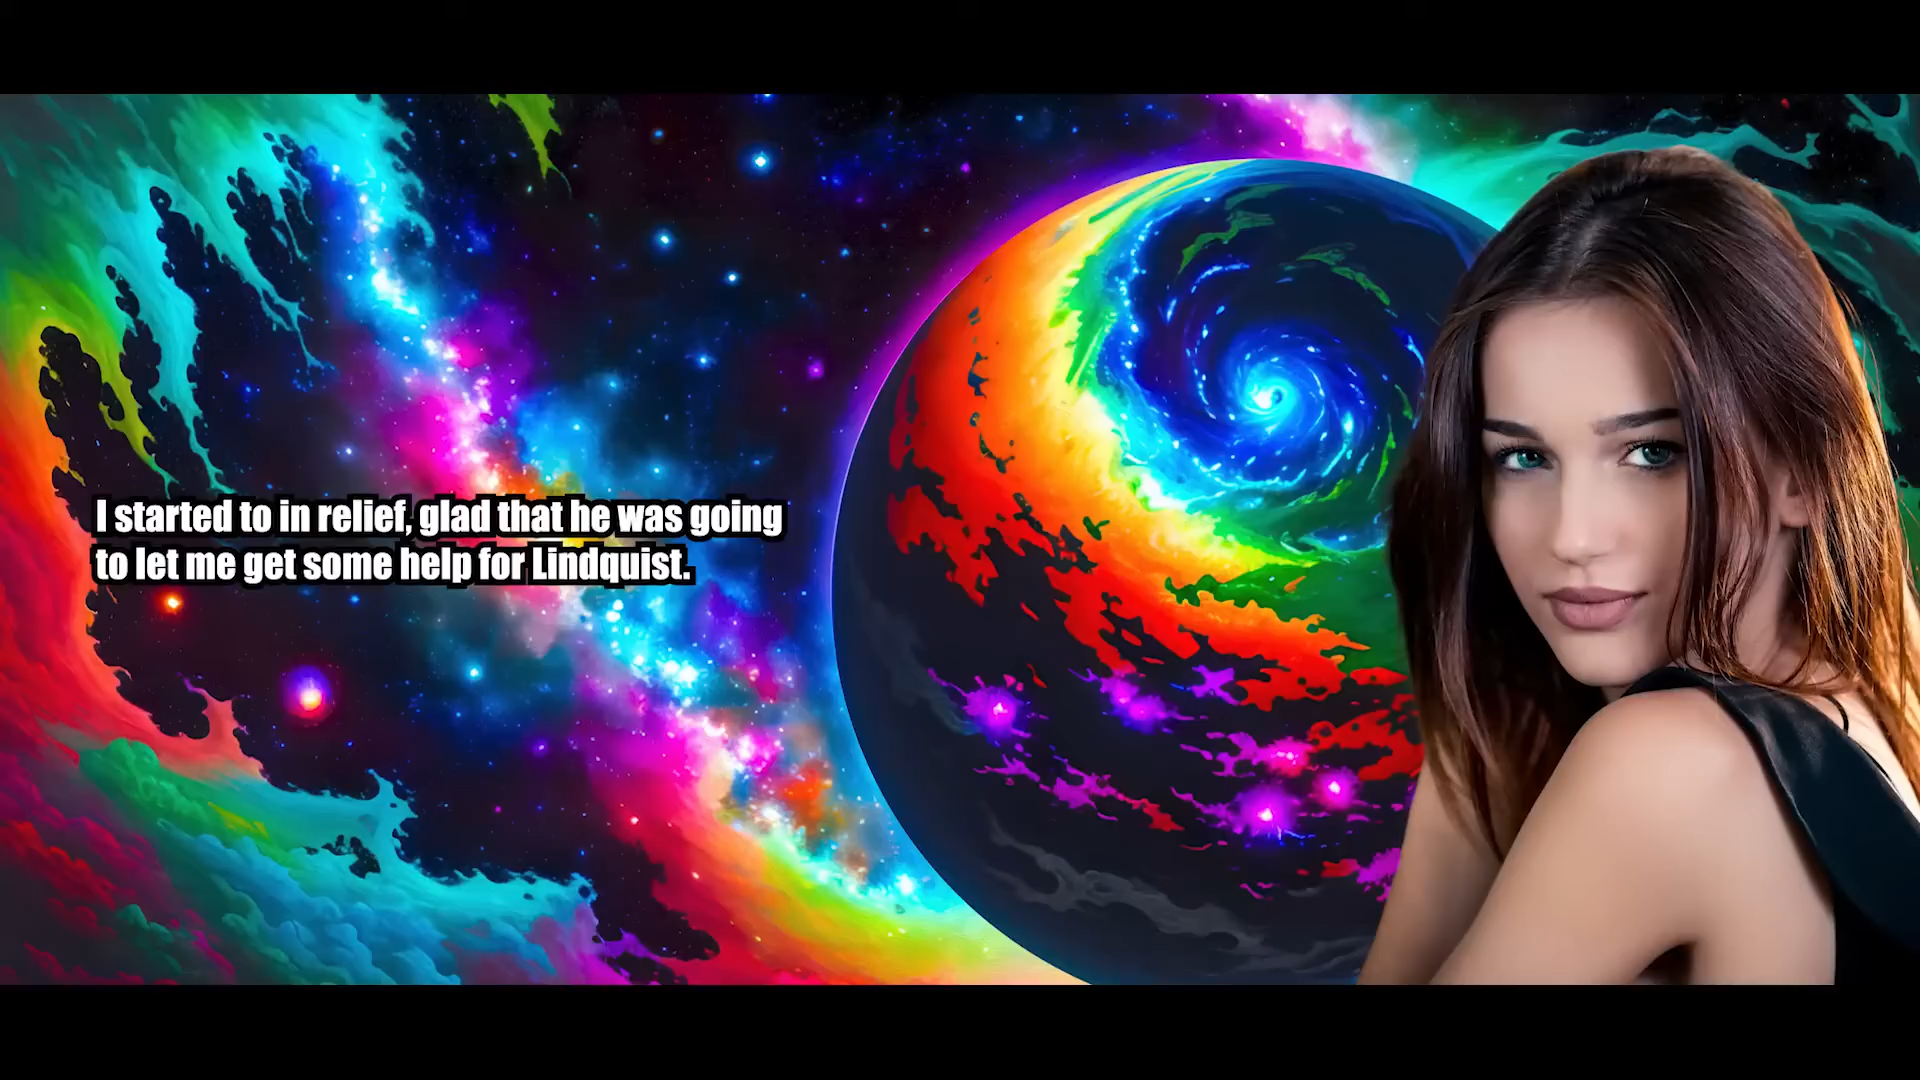 I started to in relief, glad that he was going
to let me get some help for Lindquist.